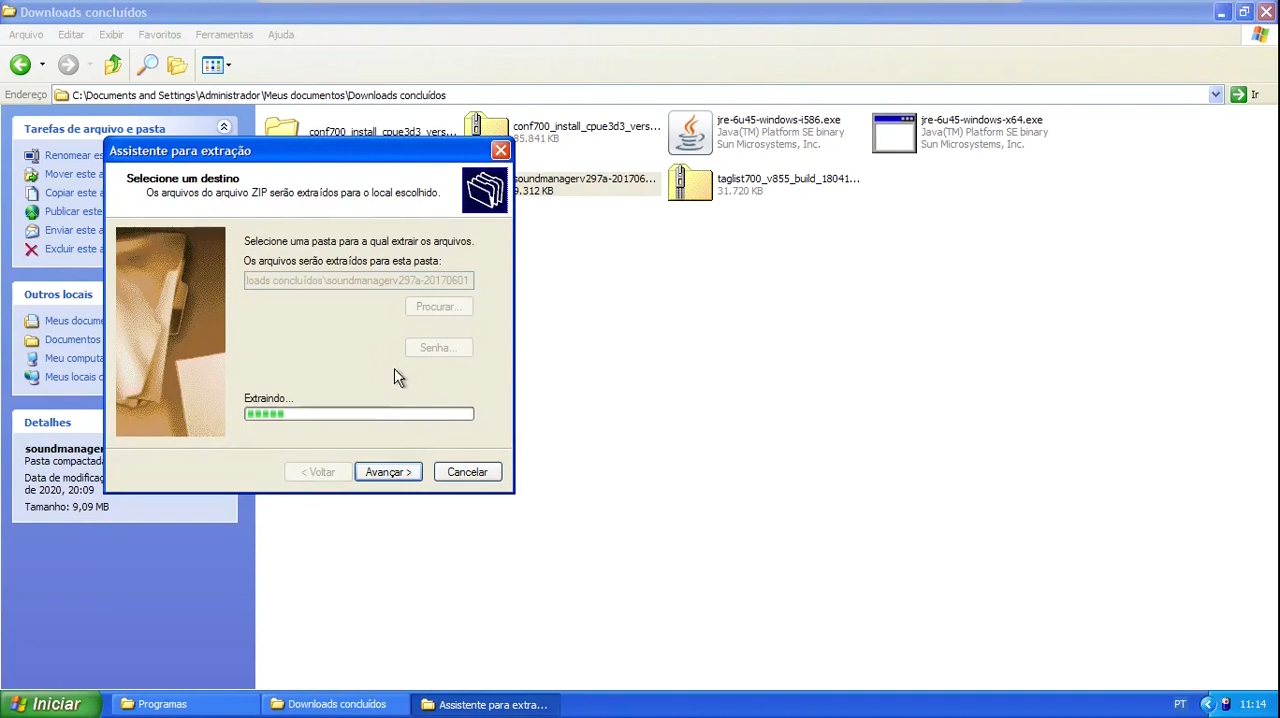 Downloads concluídos
Arquivo Editar Exibir Favoritos Ferramentas Ajuda
Endereço C:\Documents and Settings\Administrador\Meus documentos\Downloads concluídos Ir
Tarefas de arquivo e pasta
Renomear es
Mover este a
Copiar este a
Publicar este
Enviar este a
Excluir este a
Outros locais
Meus docume
Documentos
Meu computa
Meus locais c
Detalhes
soundmanager
Pasta compactada
Data de modificaç
de 2020, 20:09
Tamanho: 9,09 MB
conf700_install_cpue3d3_vers...
conf700_install_cpue3d3_vers...
85.841 KB
jre-6u45-windows-i586.exe
Java(TM) Platform SE binary
Sun Microsystems, Inc.
jre-6u45-windows-x64.exe
Java(TM) Platform SE binary
Sun Microsystems, Inc.
soundmanagerv297a-201706...
9.312 KB
taglist700_v855_build_18041...
31.720 KB
Assistente para extração
Selecione um destino
Os arquivos do arquivo ZIP serão extraídos para o local escolhido.
Selecione uma pasta para a qual extrair os arquivos.
Os arquivos serão extraídos para esta pasta:
loads concluídos\soundmanagerv297a-20170601
Procurar...
Senha...
Extraindo...
< Voltar Avançar > Cancelar
Iniciar Programas Downloads concluídos Assistente para extra... PT 11:14